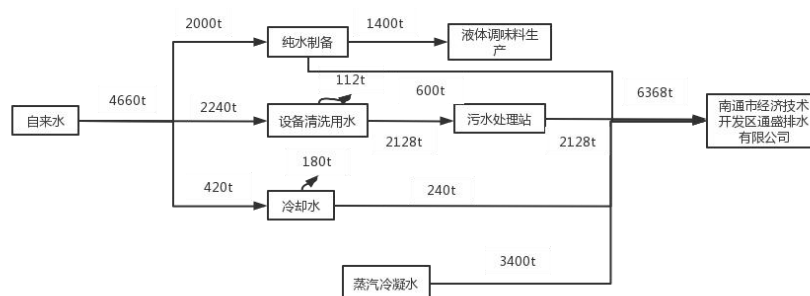 2000t
纯水制备
1400t
液体调味料生
产
112t
600t
6368t
4660t
自来水
2240t
设备清洗用水
2128t
污水处理站
2128t
南通市经济技术
开发区通盛排水
有限公司
180t
420t
冷却水
240t
3400t
蒸汽冷凝水